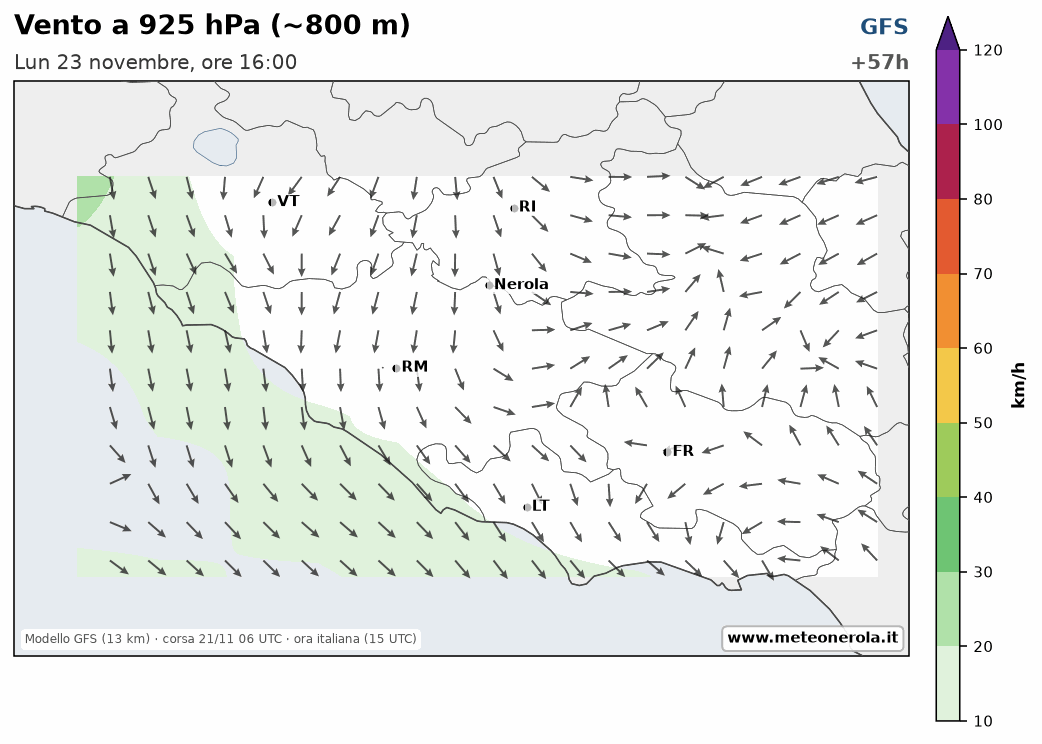 Vento a 925 hPa (~800 m)
GFS
Lun 23 novembre, ore 16:00
+57h
VT
RI
Nerola
RM
FR
LT
120
100
80
70
60
50
40
30
20
10
km/h
Modello GFS (13 km) · corsa 21/11 06 UTC · ora italiana (15 UTC)
www.meteonerola.it